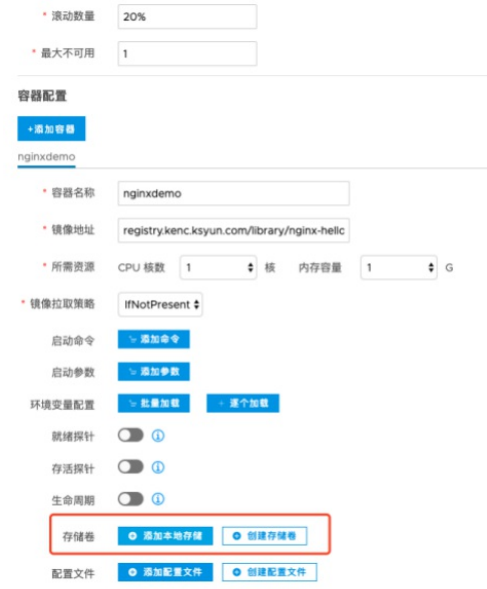 * 滚动数量 20%
* 最大不可用 1
容器配置
+添加容器
nginxdemo
* 容器名称 nginxdemo
* 镜像地址 registry.kenc.ksyun.com/library/nginx-hellc
* 所需资源 CPU 核数 1 核 内存容量 1 G
* 镜像拉取策略 IfNotPresent
启动命令 添加命令
启动参数 添加参数
环境变量配置 批量加载 + 逐个加载
就绪探针
存活探针
生命周期
存储卷 添加本地存储 创建存储卷
配置文件 添加配置文件 创建配置文件